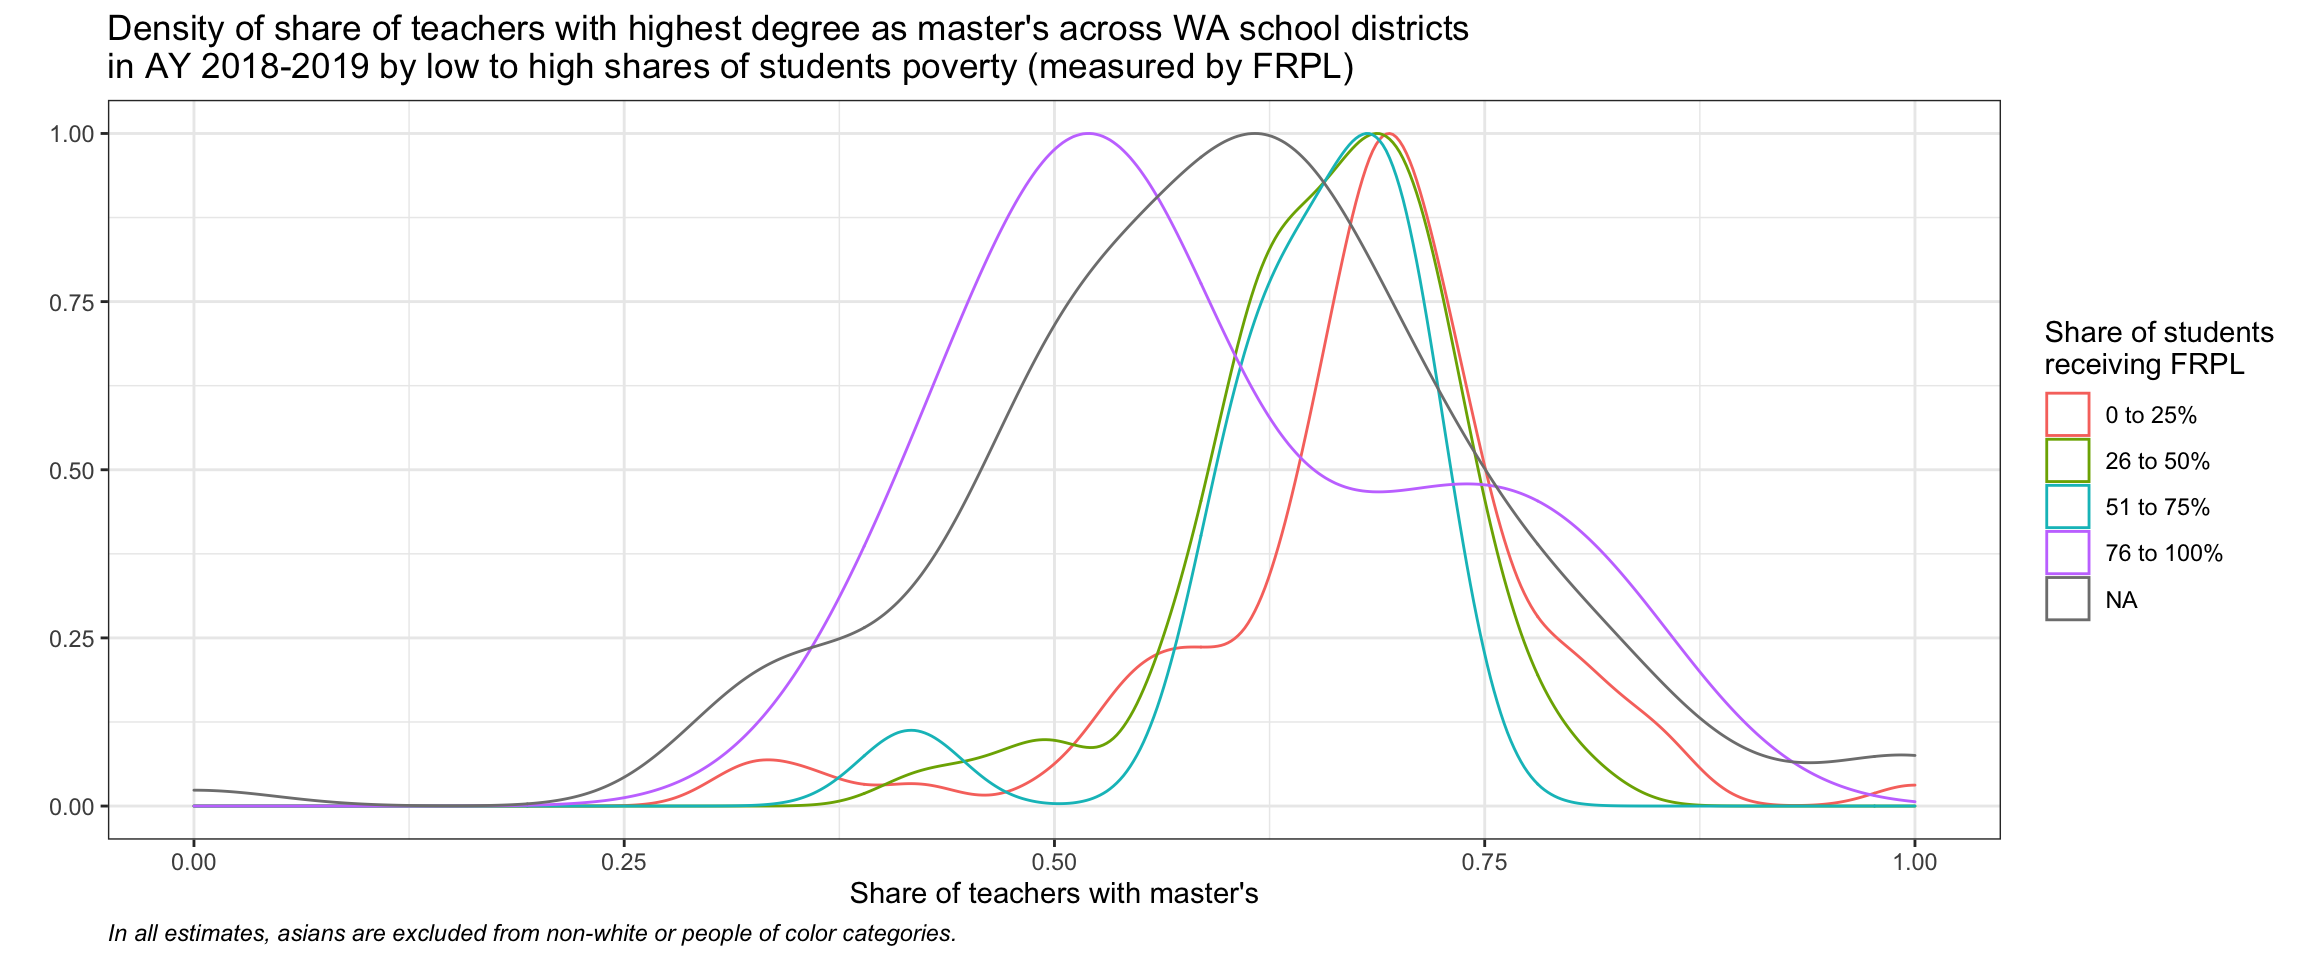 Density of share of teachers with highest degree as master's across WA school districts
in AY 2018-2019 by low to high shares of students poverty (measured by FRPL)
1.00
0.75
0.50
0.25
0.00
0.00 0.25 0.50 0.75 1.00
Share of teachers with master's
Share of students
receiving FRPL
0 to 25%
26 to 50%
51 to 75%
76 to 100%
NA
In all estimates, asians are excluded from non-white or people of color categories.